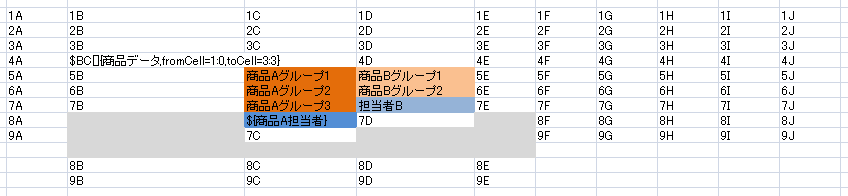 1A 1B 1C 1D 1E 1F 1G 1H 1I 1J
2A 2B 2C 2D 2E 2F 2G 2H 2I 2J
3A 3B 3C 3D 3E 3F 3G 3H 3I 3J
4A $BC[]{商品データ,fromCell=1:0,toCell=3:3} 4D 4E 4F 4G 4H 4I 4J
5A 5B 商品Aグループ1 商品Bグループ1 5E 5F 5G 5H 5I 5J
6A 6B 商品Aグループ2 商品Bグループ2 6E 6F 6G 6H 6I 6J
7A 7B 商品Aグループ3 担当者B 7E 7F 7G 7H 7I 7J
8A ${商品A担当者} 7D 8F 8G 8H 8I 8J
9A 7C 9F 9G 9H 9I 9J
8B 8C 8D 8E
9B 9C 9D 9E